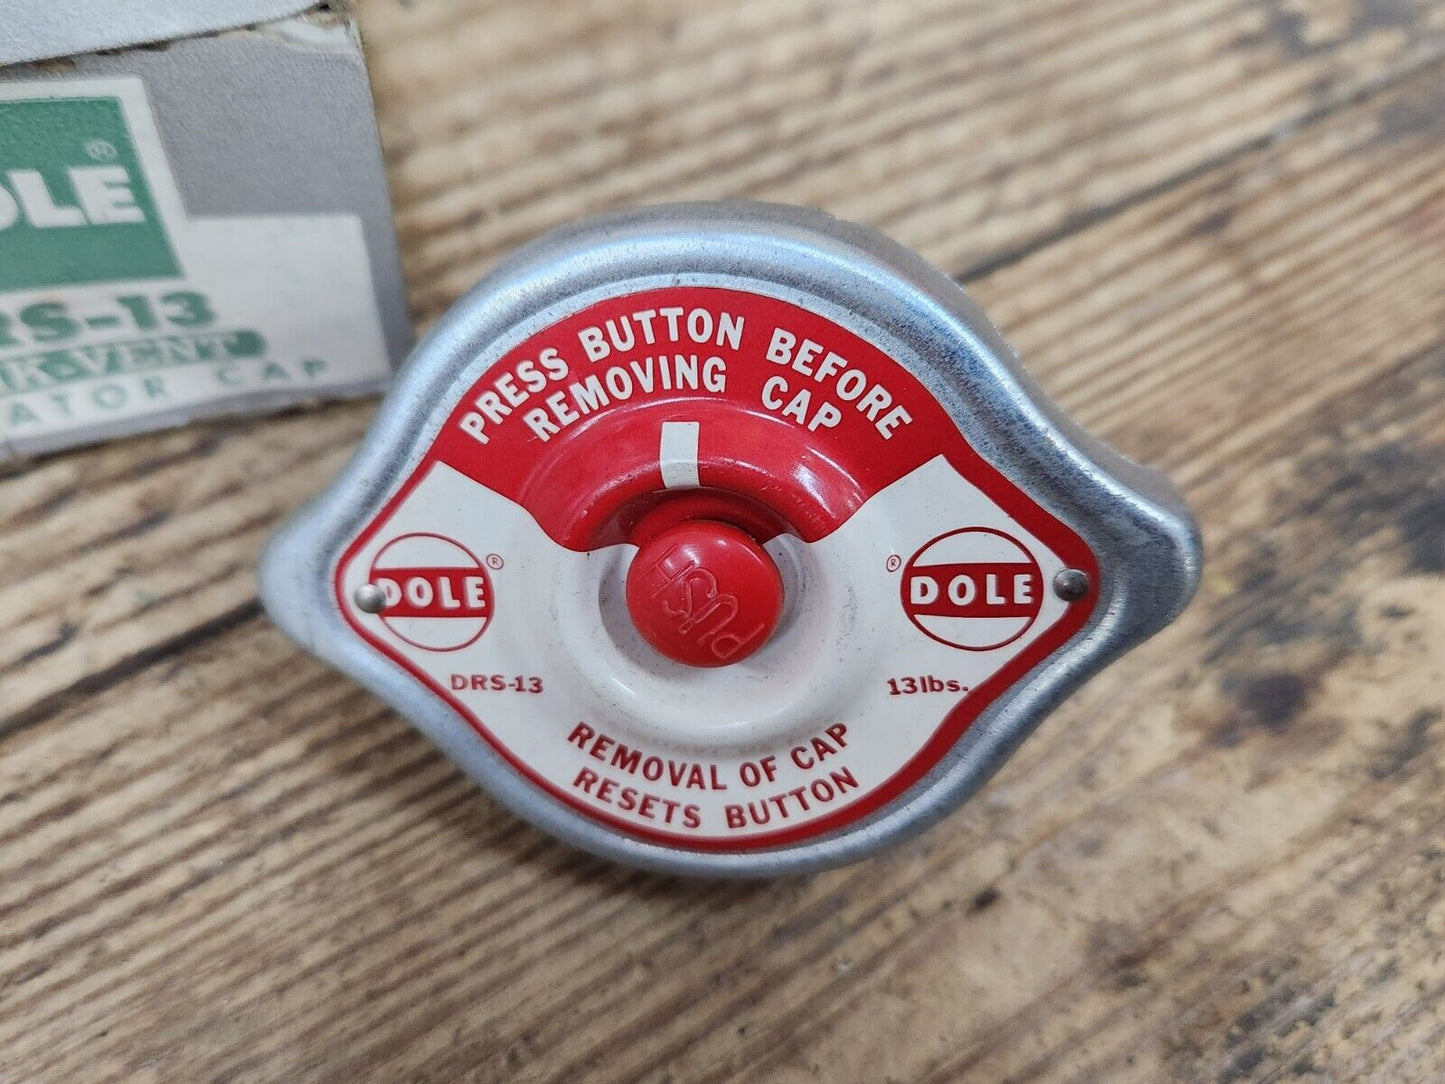 OLE®
RS-13
VENT
ATOR CAP
PRESS BUTTON BEFORE
REMOVING CAP
PUSH
DOLE®
® DOLE
DRS-13
13lbs.
REMOVAL OF CAP
RESETS BUTTON